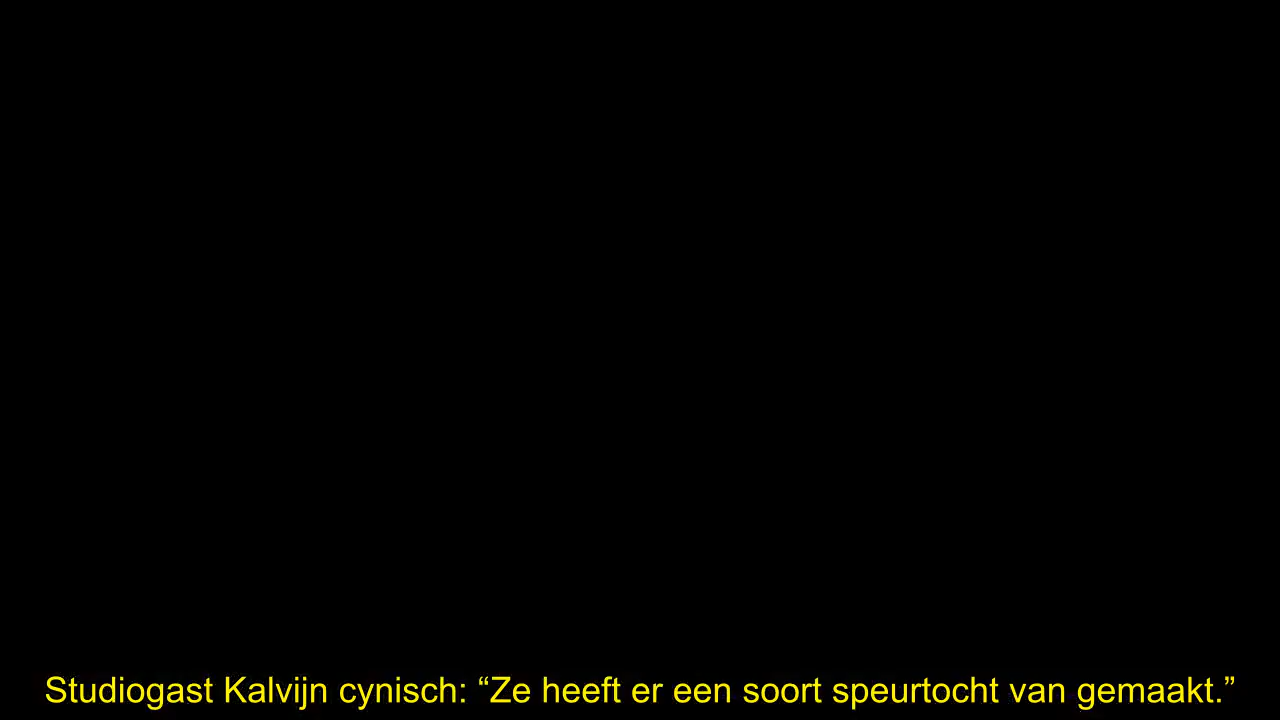 Studiogast Kalvijn cynisch: “Ze heeft er een soort speurtocht van gemaakt.”